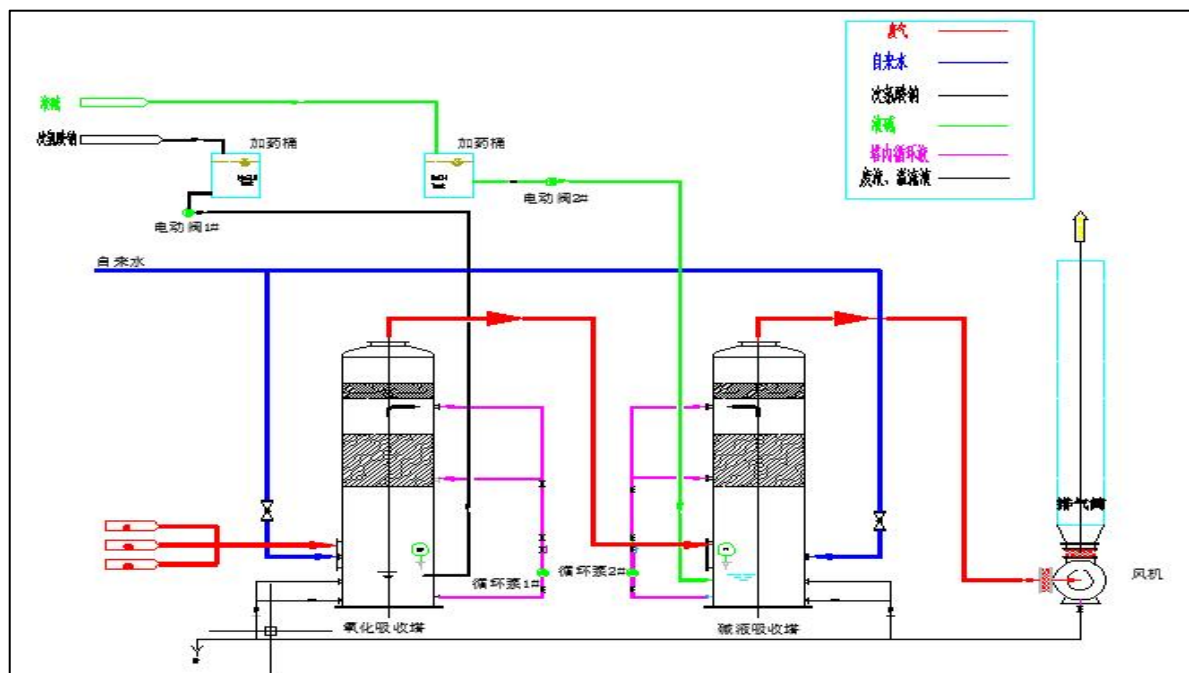 废气
自来水
次氯酸钠
液碱
塔内循环液
废液、溢流液
液碱
次氯酸钠
加药桶
加药桶
电动阀1#
电动阀2#
自来水
排气筒
循环泵1#
循环泵2#
风机
氧化吸收塔
碱液吸收塔